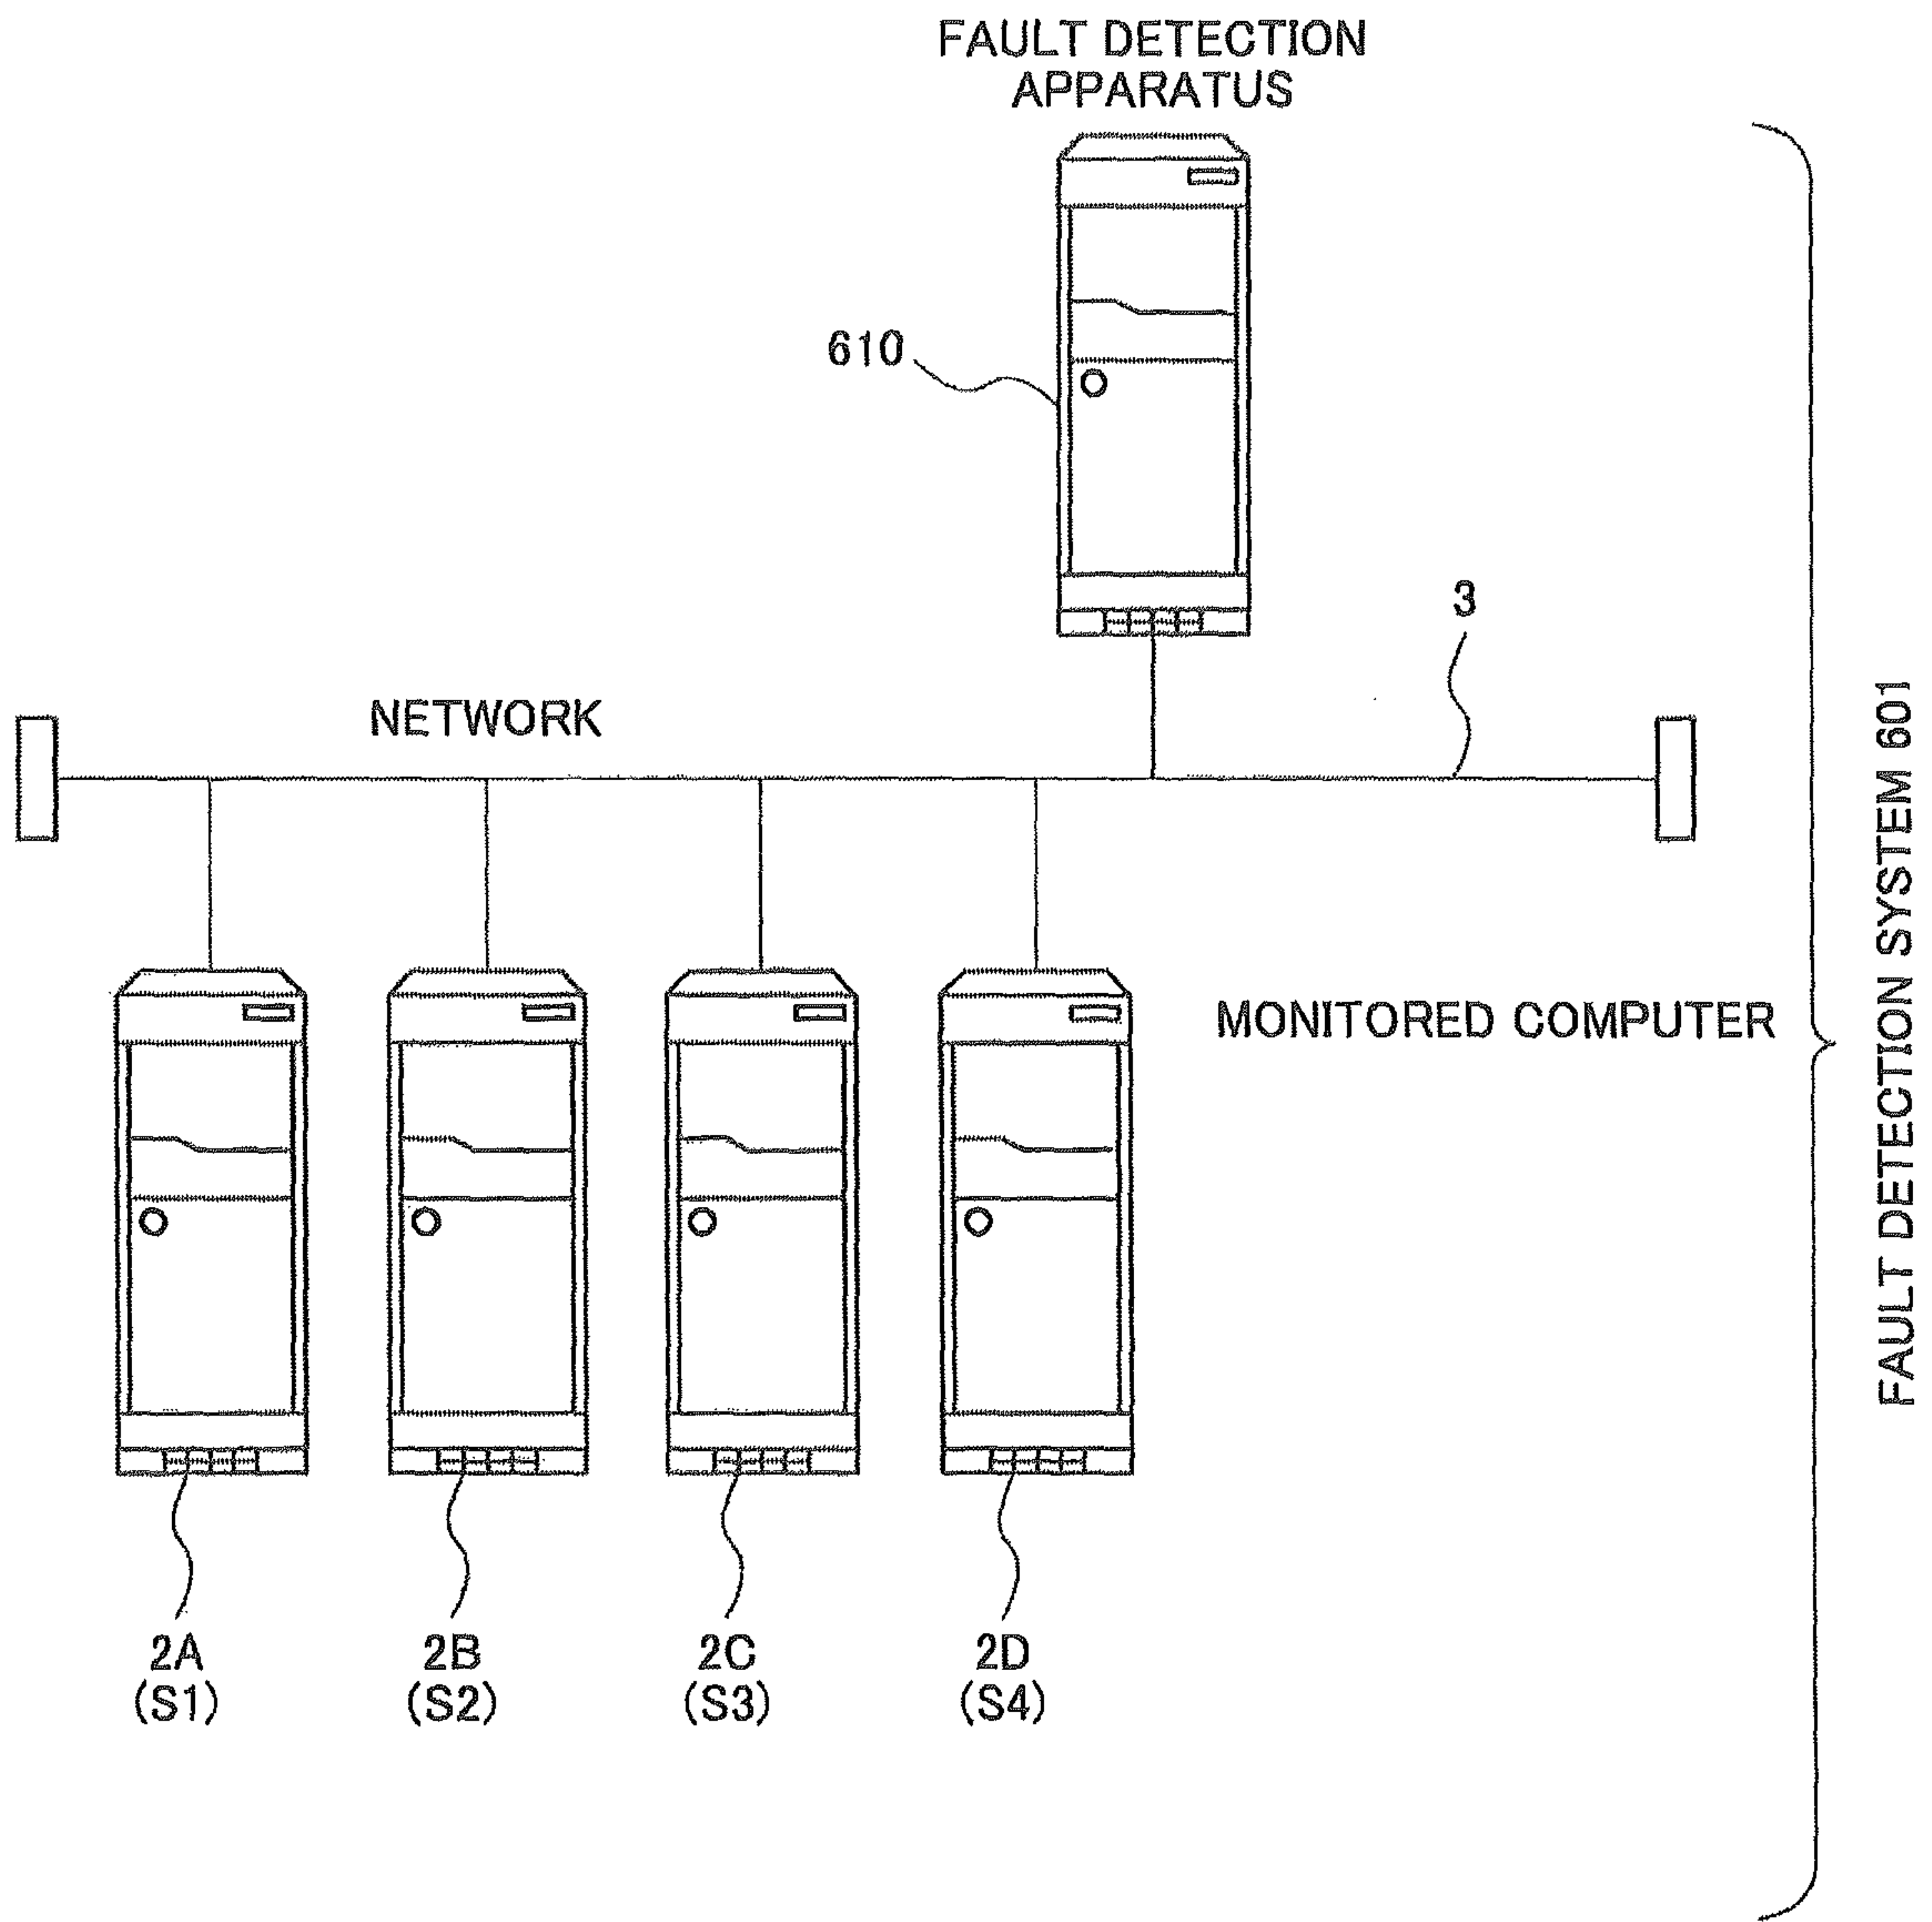 FAULT DETECTION
APPARATUS
610
3
NETWORK
MONITORED COMPUTER
2A
(S1)
2B
(S2)
2C
(S3)
2D
(S4)
FAULT DETECTION SYSTEM 601